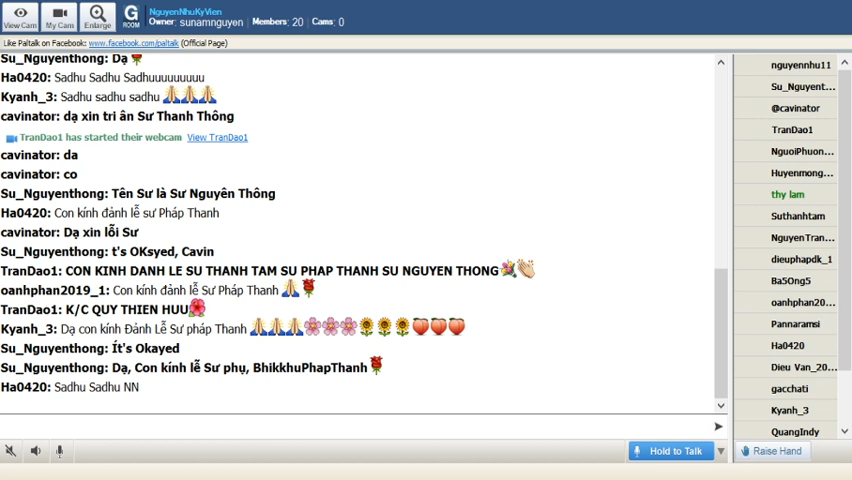 NguyenNhuKyVien
Owner: sunamnguyen Members: 20 Cams: 0
View Cam My Cam Enlarge G ROOM
Like Paltalk on Facebook: www.facebook.com/paltalk (Official Page)
Su_Nguyenthong: Dạ
Ha0420: Sadhu Sadhu Sadhuuuuuuuuu
Kyanh_3: Sadhu sadhu sadhu
cavinator: dạ xin tri ân Sư Thanh Thông
TranDao1 has started their webcam View TranDao1
cavinator: da
cavinator: co
Su_Nguyenthong: Tên Sư là Sư Nguyên Thông
Ha0420: Con kính đảnh lễ sư Pháp Thanh
cavinator: Dạ xin lỗi Sư
Su_Nguyenthong: t's OKsyed, Cavin
TranDao1: CON KINH DANH LE SU THANH TAM SU PHAP THANH SU NGUYEN THONG
oanhphan2019_1: Con kính đảnh lễ Sư Pháp Thanh
TranDao1: K/C QUY THIEN HUU
Kyanh_3: Dạ con kính Đảnh Lễ Sư pháp Thanh
Su_Nguyenthong: Ít's Okayed
Su_Nguyenthong: Dạ, Con kính lễ Sư phụ, BhikkhuPhapThanh
Ha0420: Sadhu Sadhu NN
Hold to Talk
nguyennhu11
Su_Nguyent...
@cavinator
TranDao1
NguoiPhuon...
Huyenmong...
thy lam
Suthanhtam
NguyenTran...
dieuphapdk_1
Ba5Ong5
oanhphan20...
Pannaramsi
Ha0420
Dieu Van_20...
gacchati
Kyanh_3
QuangIndy
Raise Hand